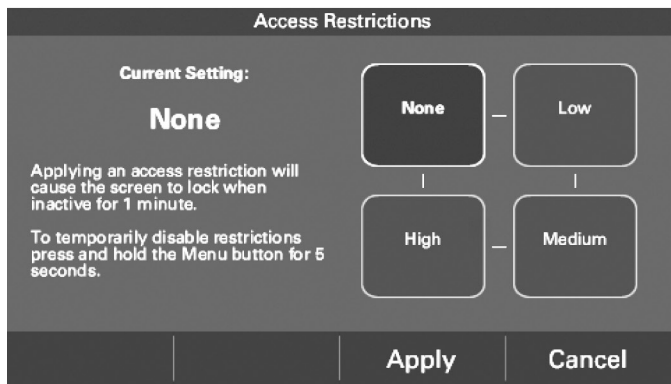 Access Restrictions
Current Setting:
None
Applying an access restriction will
cause the screen to lock when
inactive for 1 minute.
To temporarily disable restrictions
press and hold the Menu button for 5
seconds.
None
Low
High
Medium
Apply
Cancel